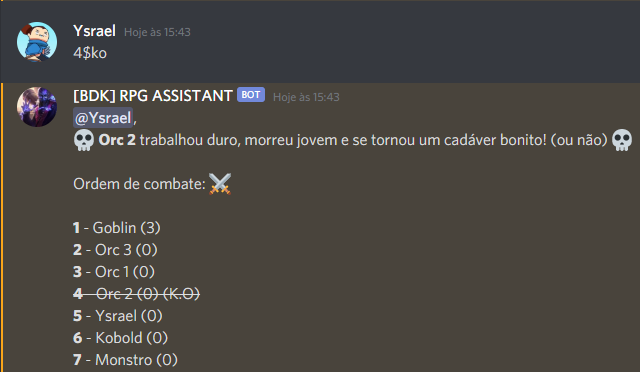 Ysrael Hoje às 15:43
4$ko
[BDK] RPG ASSISTANT BOT Hoje às 15:43
@Ysrael,
Orc 2 trabalhou duro, morreu jovem e se tornou um cadáver bonito! (ou não)
Ordem de combate:
1 - Goblin (3)
2 - Orc 3 (0)
3 - Orc 1 (0)
4 - Orc 2 (0) (K.O)
5 - Ysrael (0)
6 - Kobold (0)
7 - Monstro (0)